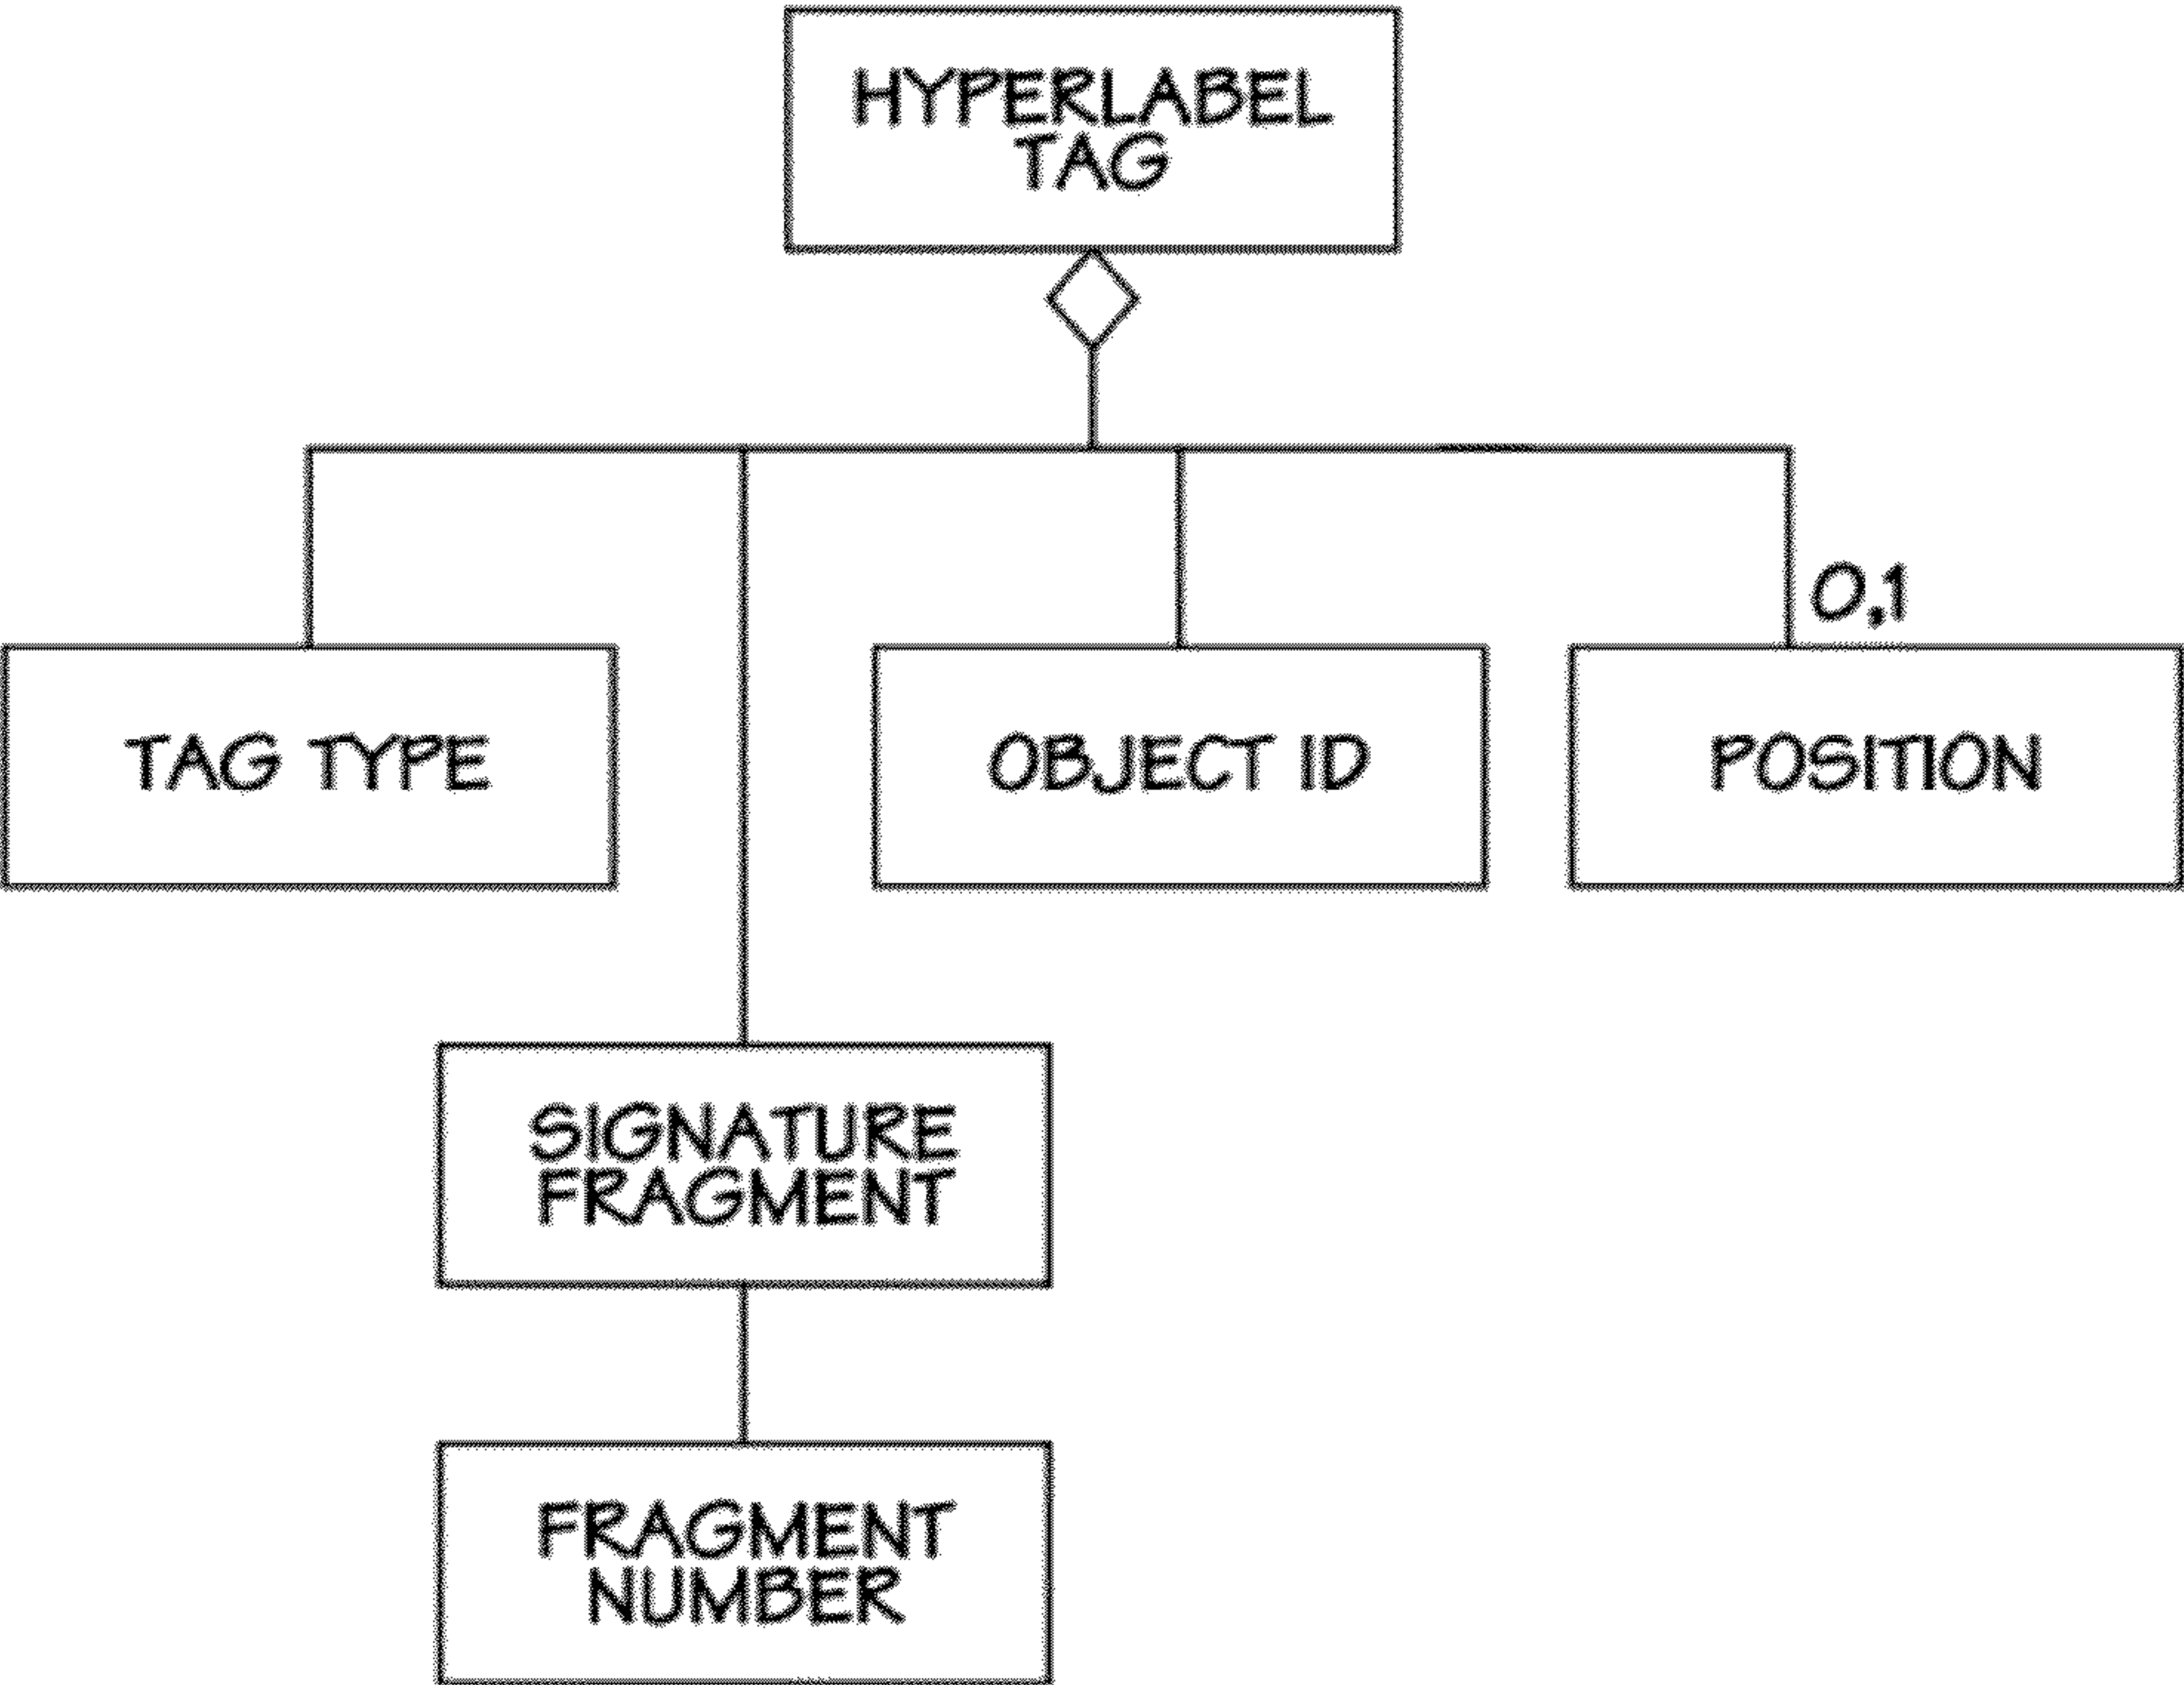 HYPERLABEL
TAG
0,1
TAG TYPE
OBJECT ID
POSITION
SIGNATURE
FRAGMENT
FRAGMENT
NUMBER